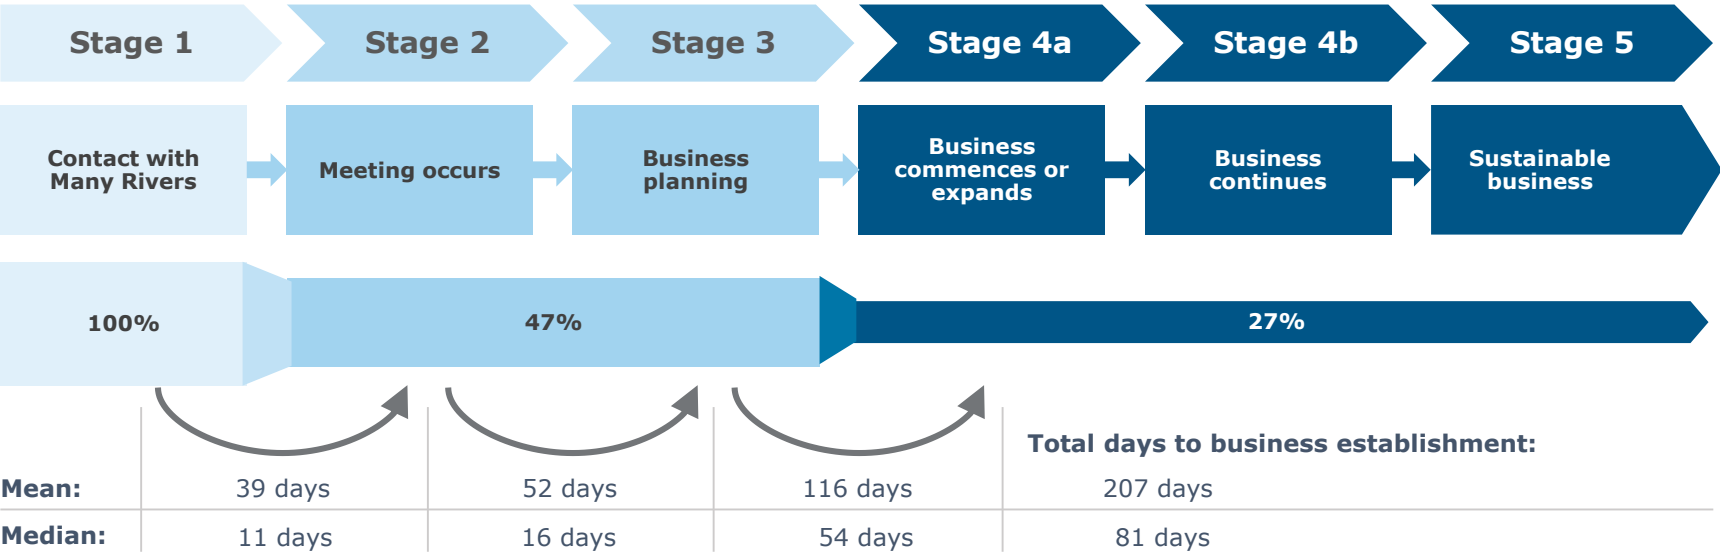 Stage 1
Stage 2
Stage 3
Stage 4a
Stage 4b
Stage 5
Contact with
Many Rivers
Meeting occurs
Business
planning
Business
commences or
expands
Business
continues
Sustainable
business
100%
47%
27%
Total days to business establishment:
Mean: 39 days 52 days 116 days 207 days
Median: 11 days 16 days 54 days 81 days